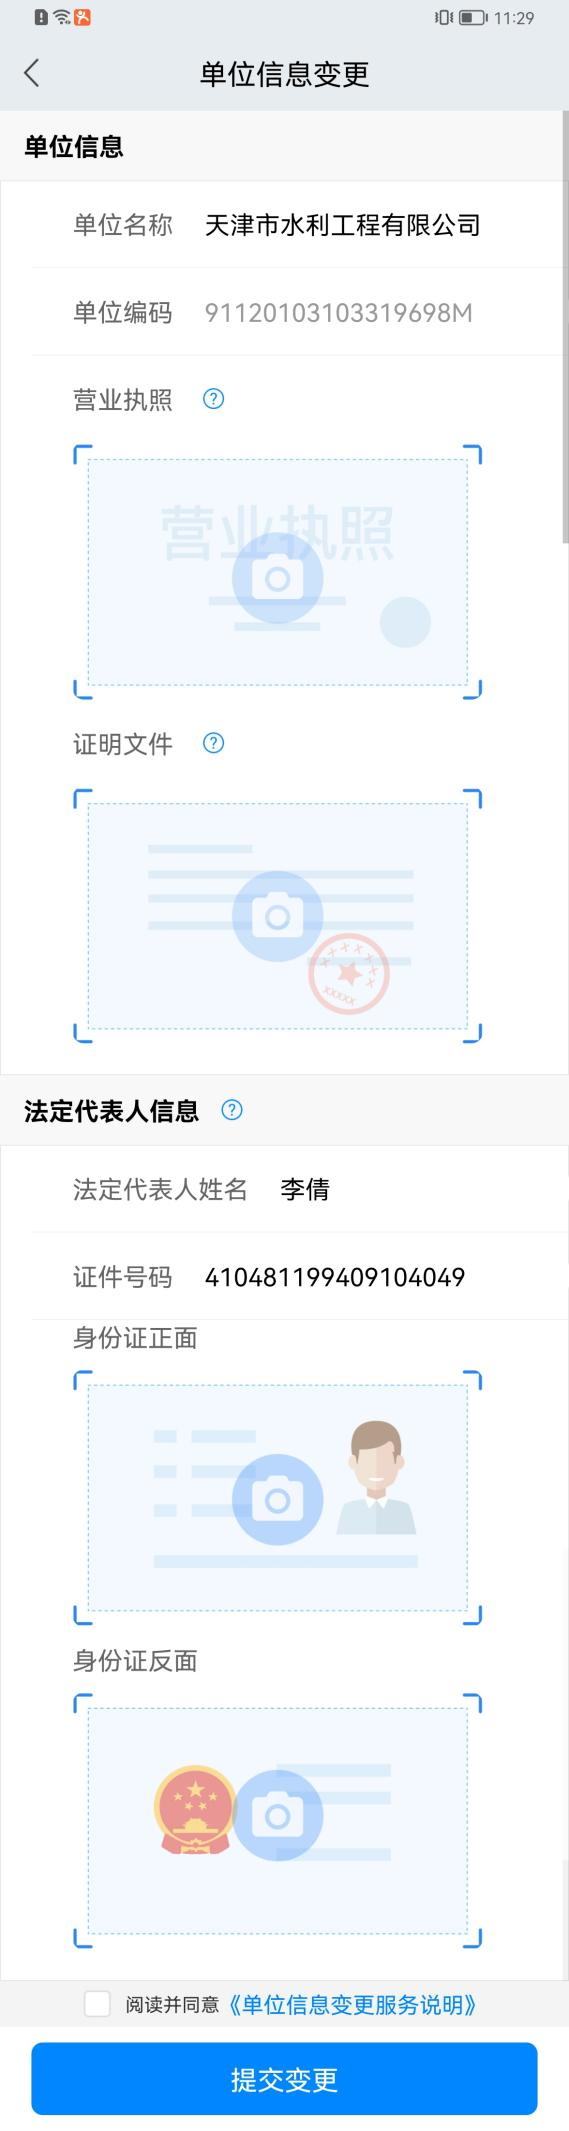 11:29
单位信息变更
单位信息
单位名称 天津市水利工程有限公司
单位编码 91120103103319698M
营业执照 ?
营业执照
证明文件 ?
XXXXXXX
XXXXX
法定代表人信息 ?
法定代表人姓名 李倩
证件号码 410481199409104049
身份证正面
身份证反面
阅读并同意《单位信息变更服务说明》
提交变更